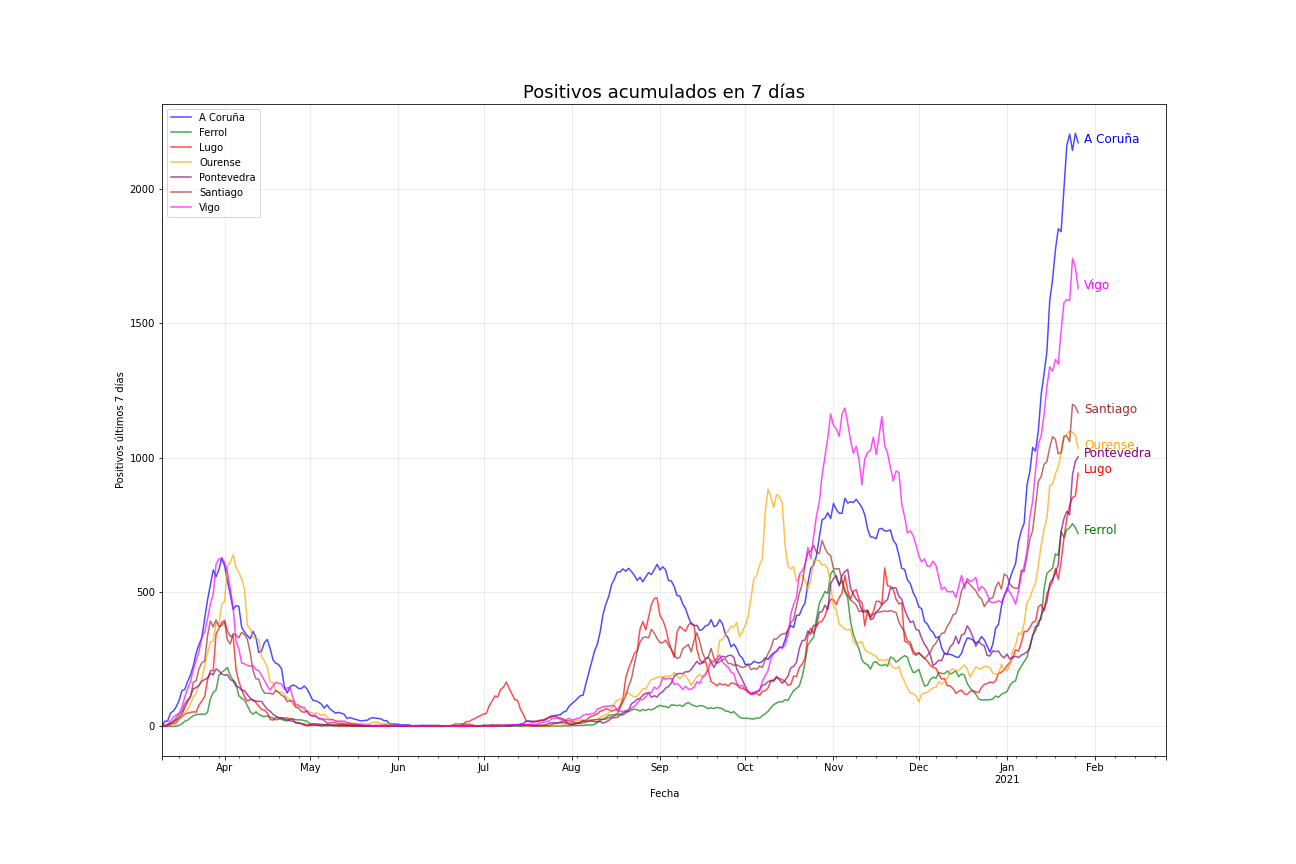 Positivos acumulados en 7 días
A Coruña
Ferrol
Lugo
Ourense
Pontevedra
Santiago
Vigo
2000
1500
1000
500
0
Positivos últimos 7 días
A Coruña
Vigo
Santiago
Ourense
Pontevedra
Lugo
Ferrol
Apr May Jun Jul Aug Sep Oct Nov Dec Jan Feb
2021
Fecha